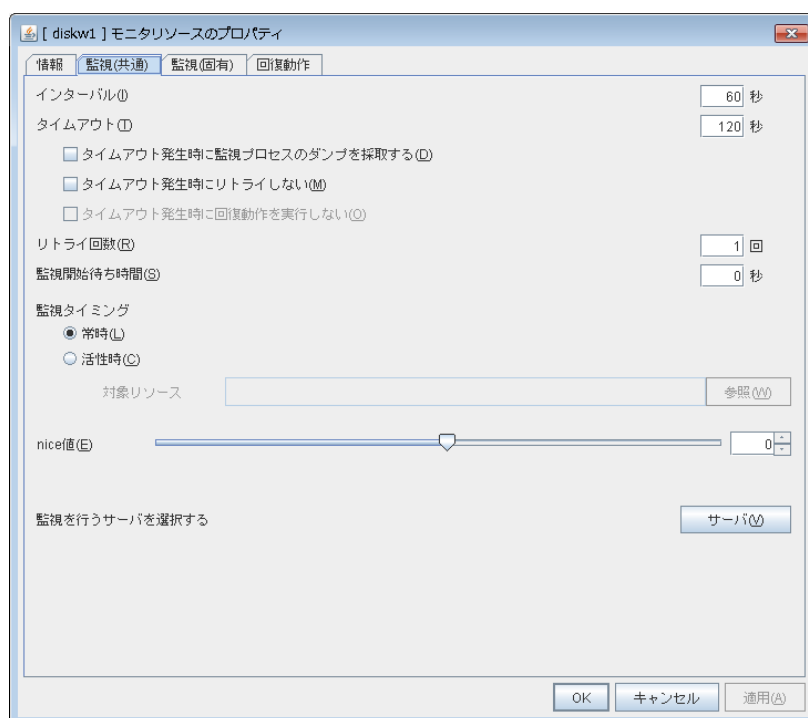 [ diskw1 ] モニタリソースのプロパティ
情報 監視(共通) 監視(固有) 回復動作
インターバル(I) 60 秒
タイムアウト(T) 120 秒
タイムアウト発生時に監視プロセスのダンプを採取する(D)
タイムアウト発生時にリトライしない(M)
タイムアウト発生時に回復動作を実行しない(O)
リトライ回数(R) 1 回
監視開始待ち時間(S) 0 秒
監視タイミング
常時(L)
活性時(C)
対象リソース 参照(W)
nice値(E) 0
監視を行うサーバを選択する サーバ(V)
OK キャンセル 適用(A)